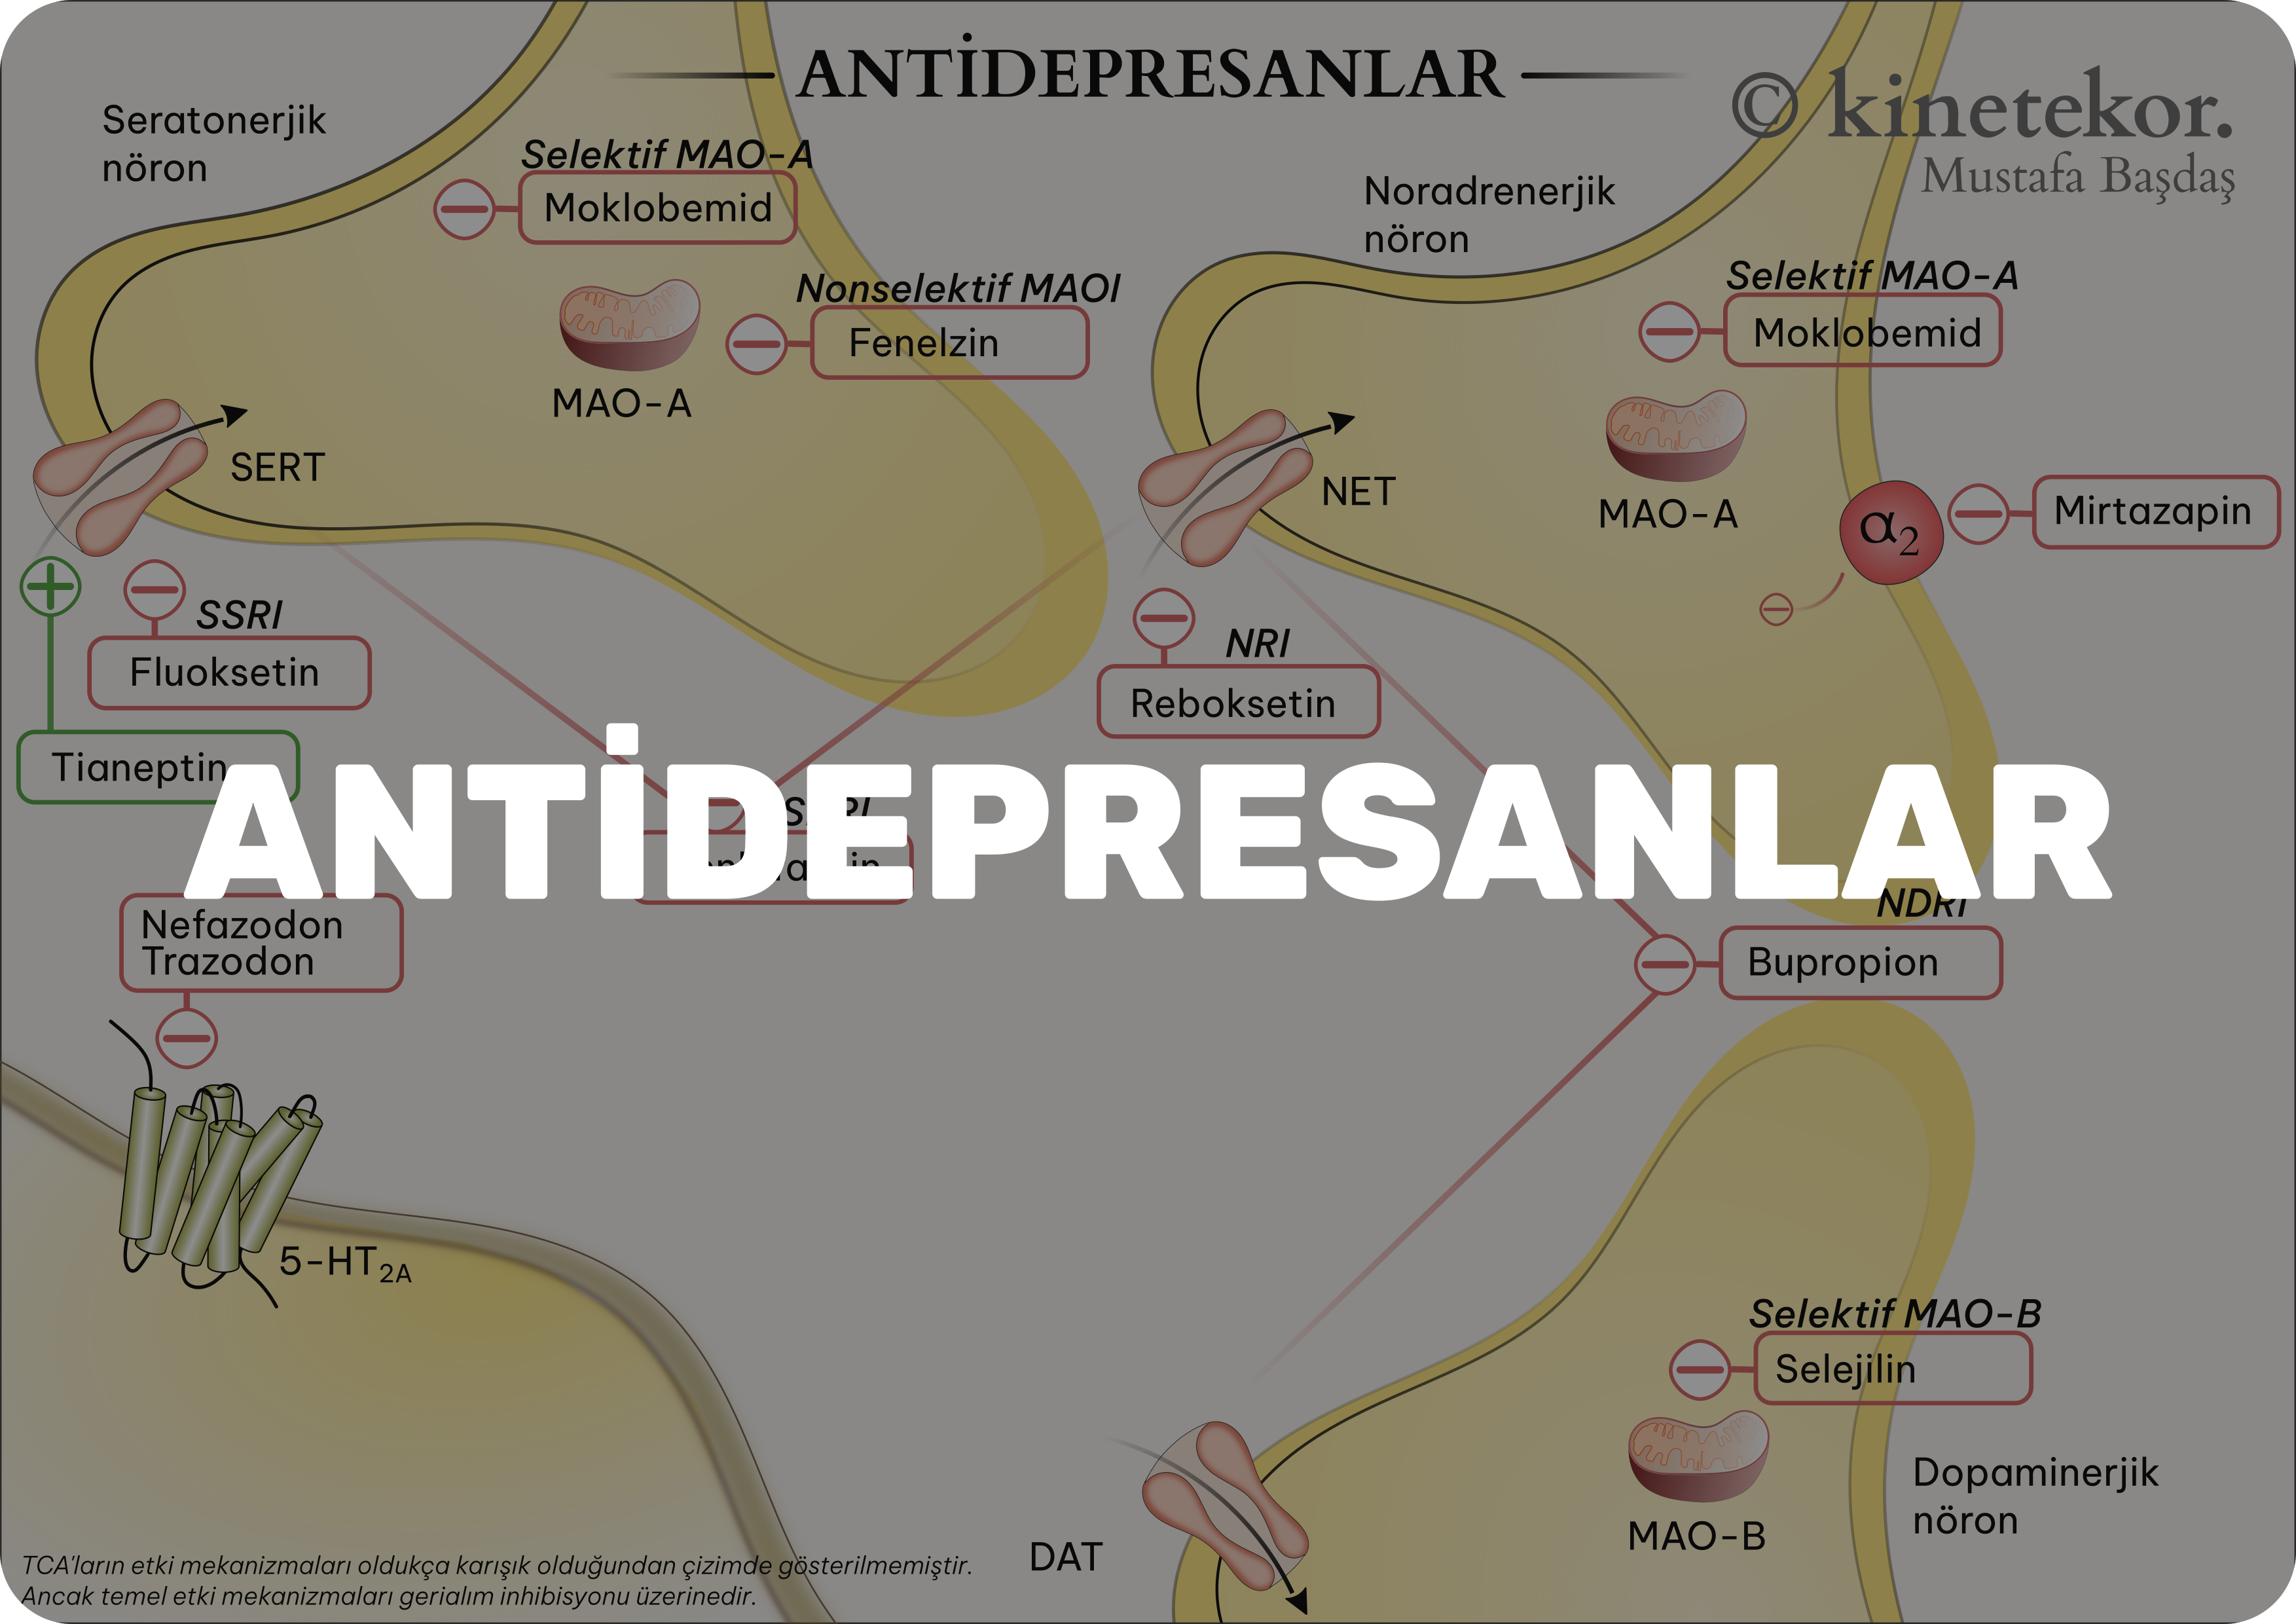 ANTİDEPRESANLAR
© kinetekor.
Mustafa Başdaş
Seratonerjik
nöron
Selektif MAO-A
Moklobemid
Nonselektif MAOI
Fenelzin
MAO-A
SERT
Noradrenerjik
nöron
Selektif MAO-A
Moklobemid
MAO-A
NET
α2
Mirtazapin
SSRI
Fluoksetin
NRI
Reboksetin
Tianeptin
ANTİDEPRESANLAR
NDRI
Bupropion
Nefazodon
Trazodon
5-HT2A
Selektif MAO-B
Selejilin
MAO-B
Dopaminerjik
nöron
DAT
TCA'ların etki mekanizmaları oldukça karışık olduğundan çizimde gösterilmemiştir.
Ancak temel etki mekanizmaları gerialım inhibisyonu üzerinedir.